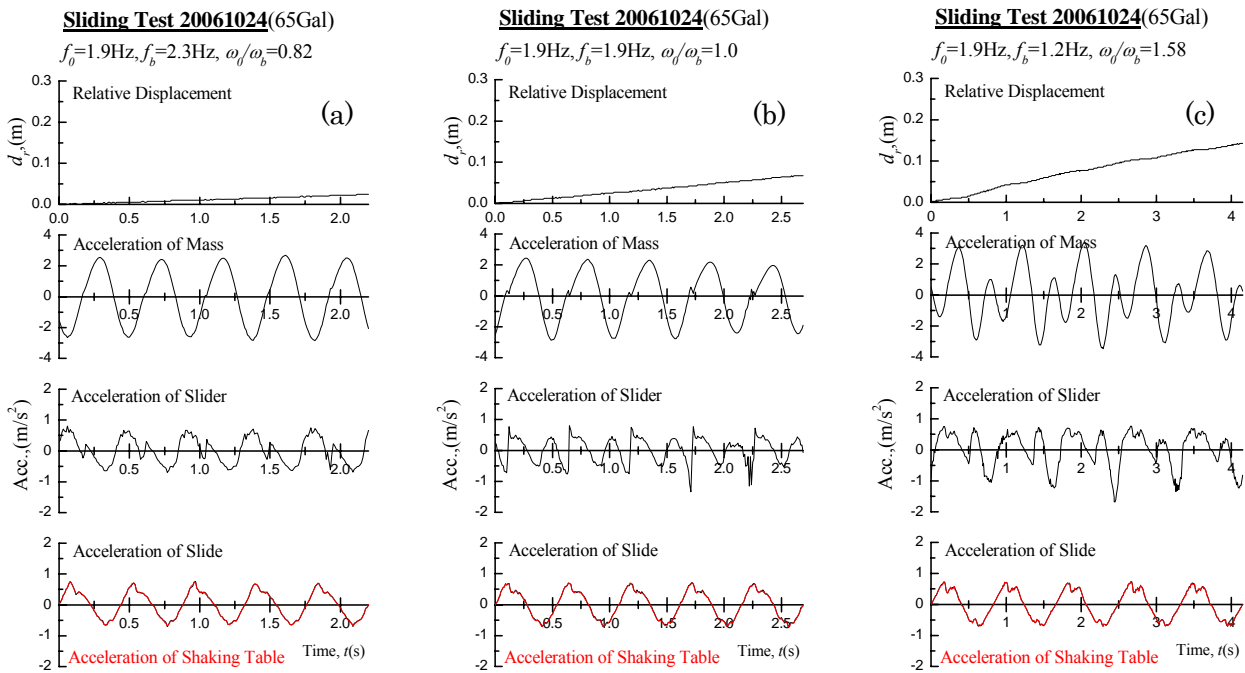 Sliding Test 20061024(65Gal)
f0=1.9Hz, fb=2.3Hz, ω0/ωb=0.82
0.3
Relative Displacement
(a)
0.2
dr,(m)
0.1
0.0
0.0 0.5 1.0 1.5 2.0
4
Acceleration of Mass
2
0
0.5 1.0 1.5 2.0
-2
-4
2
Acceleration of Slider
1
0
0.5 1.0 1.5 2.0
-1
-2
Acc.,(m/s2)
2
Acceleration of Slide
1
0
0.5 1.0 1.5 2.0
-1
Acceleration of Shaking Table
Time, t(s)
-2
Sliding Test 20061024(65Gal)
f0=1.9Hz, fb=1.9Hz, ω0/ωb=1.0
0.3
Relative Displacement
(b)
0.2
dr,(m)
0.1
0.0
0.0 0.5 1.0 1.5 2.0 2.5
4
Acceleration of Mass
2
0
0.5 1.0 1.5 2.0 2.5
-2
-4
2
Acceleration of Slider
1
0
0.5 1.0 1.5 2.0 2.5
-1
-2
Acc.,(m/s2)
2
Acceleration of Slide
1
0
0.5 1.0 1.5 2.0 2.5
-1
Acceleration of Shaking Table
Time, t(s)
-2
Sliding Test 20061024(65Gal)
f0=1.9Hz, fb=1.2Hz, ω0/ωb=1.58
0.3
Relative Displacement
(c)
0.2
dr,(m)
0.1
0.0
0 1 2 3 4
4
Acceleration of Mass
2
0
1 2 3 4
-2
-4
2
Acceleration of Slider
1
0
1 2 3 4
-1
-2
Acc.,(m/s2)
2
Acceleration of Slide
1
0
1 2 3 4
-1
Acceleration of Shaking Table
Time, t(s)
-2